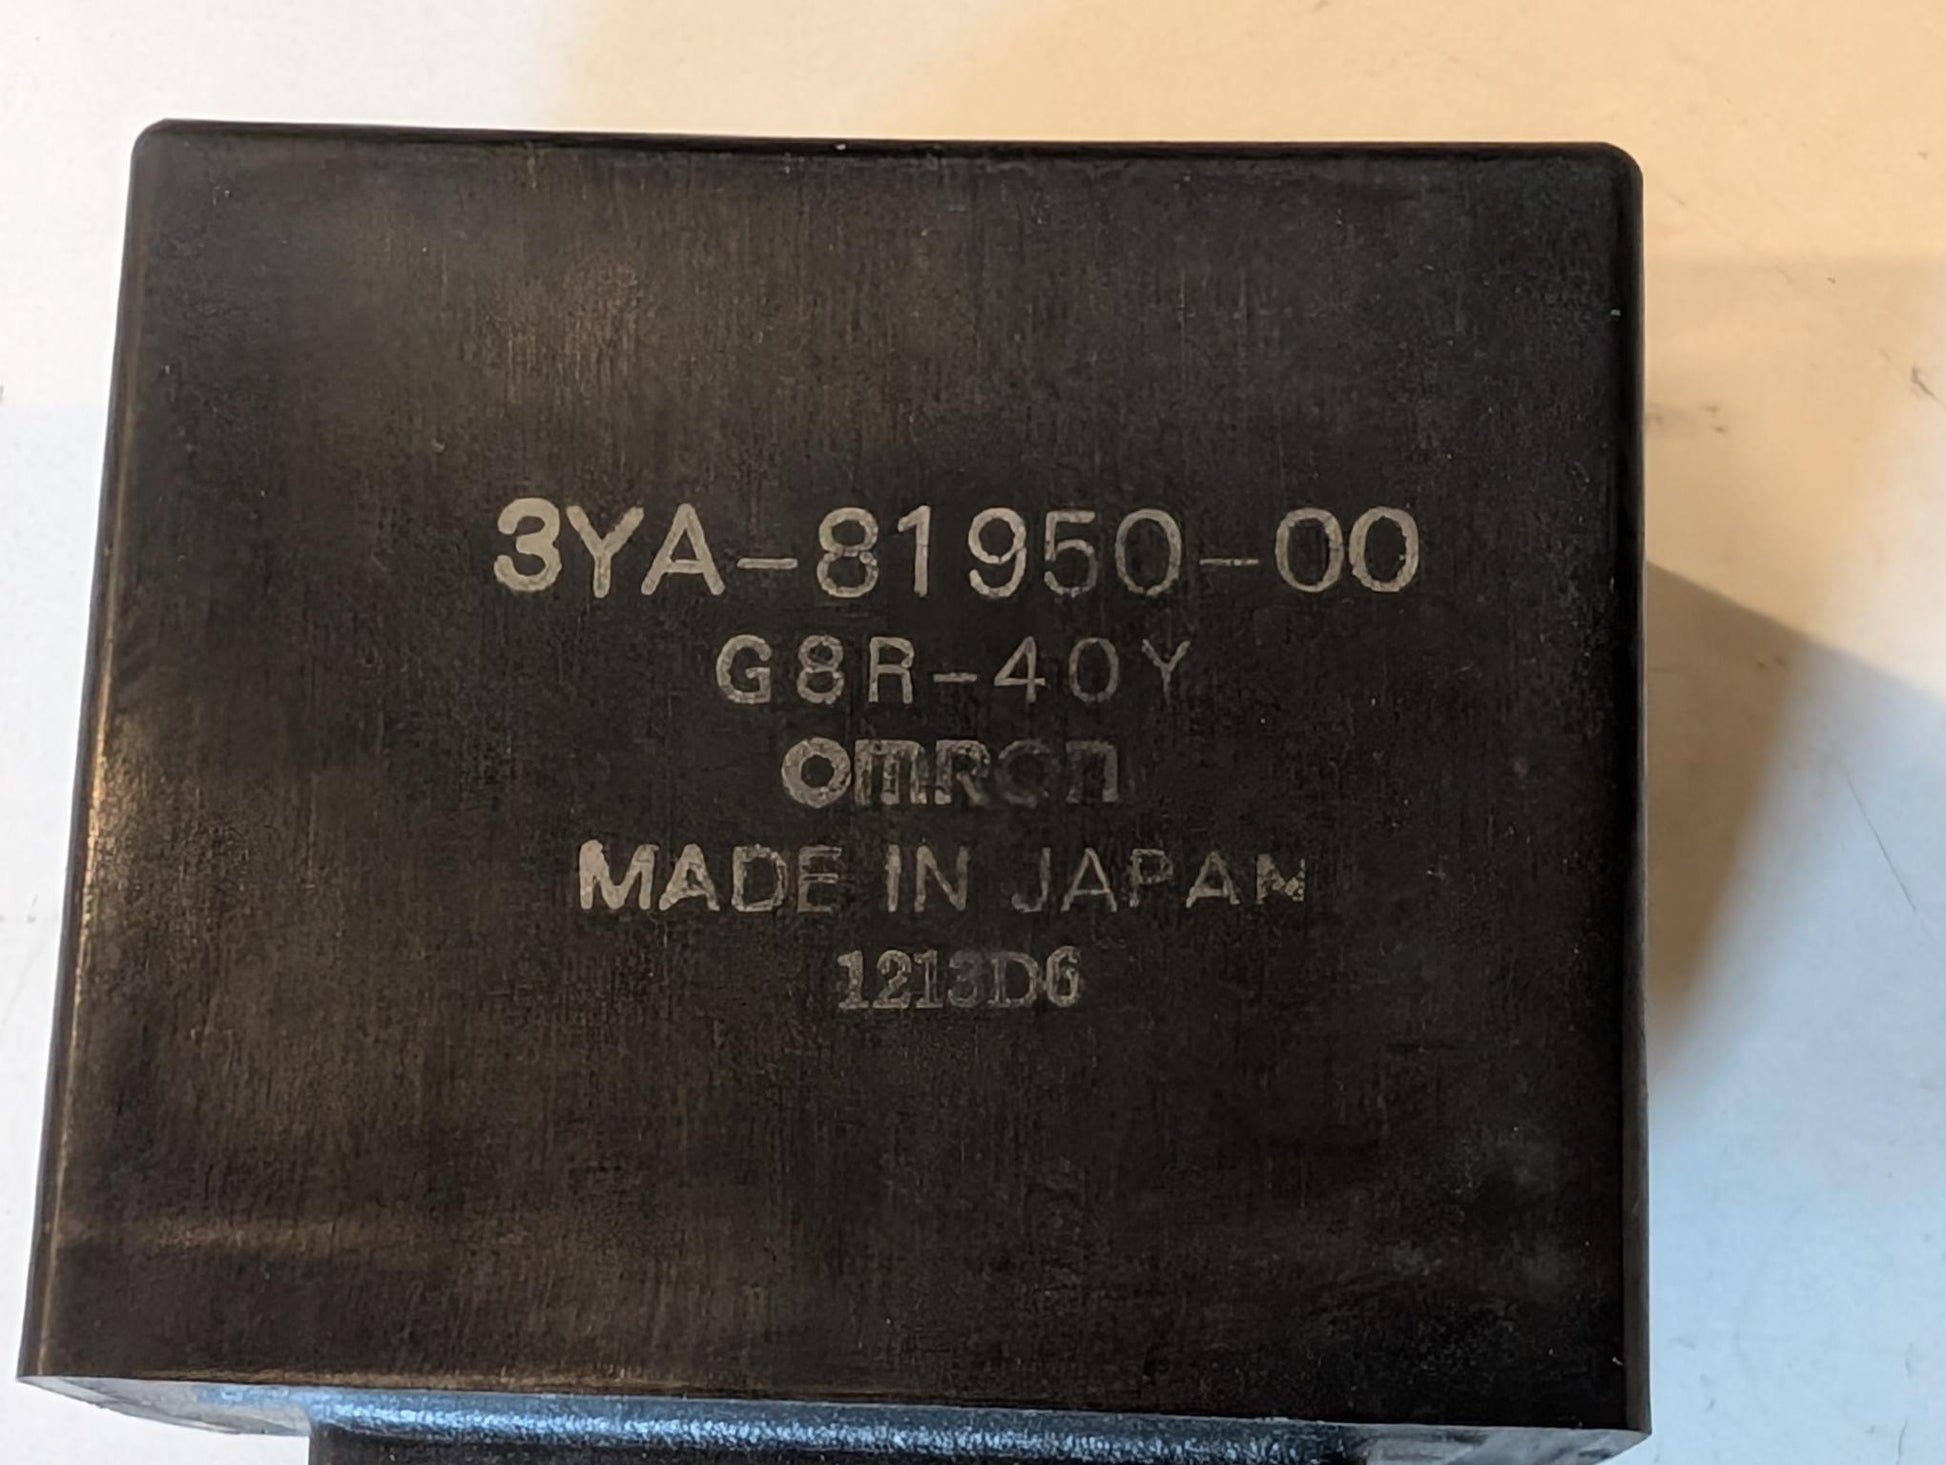 3YA-81950-00
G8R-40Y
omron
MADE IN JAPAN
1213D6